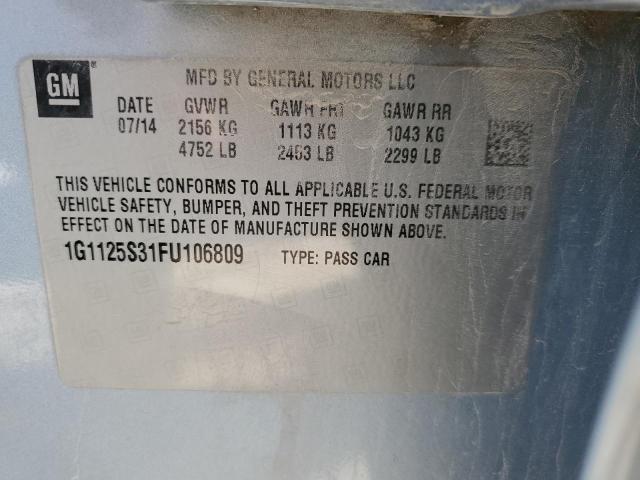 GM ® MFD BY GENERAL MOTORS LLC
DATE GVWR GAWR FRT GAWR RR
07/14 2156 KG 1113 KG 1043 KG
4752 LB 2453 LB 2299 LB
THIS VEHICLE CONFORMS TO ALL APPLICABLE U.S. FEDERAL MOTOR
VEHICLE SAFETY, BUMPER, AND THEFT PREVENTION STANDARDS IN
EFFECT ON THE DATE OF MANUFACTURE SHOWN ABOVE.
1G1125S31FU106809 TYPE: PASS CAR